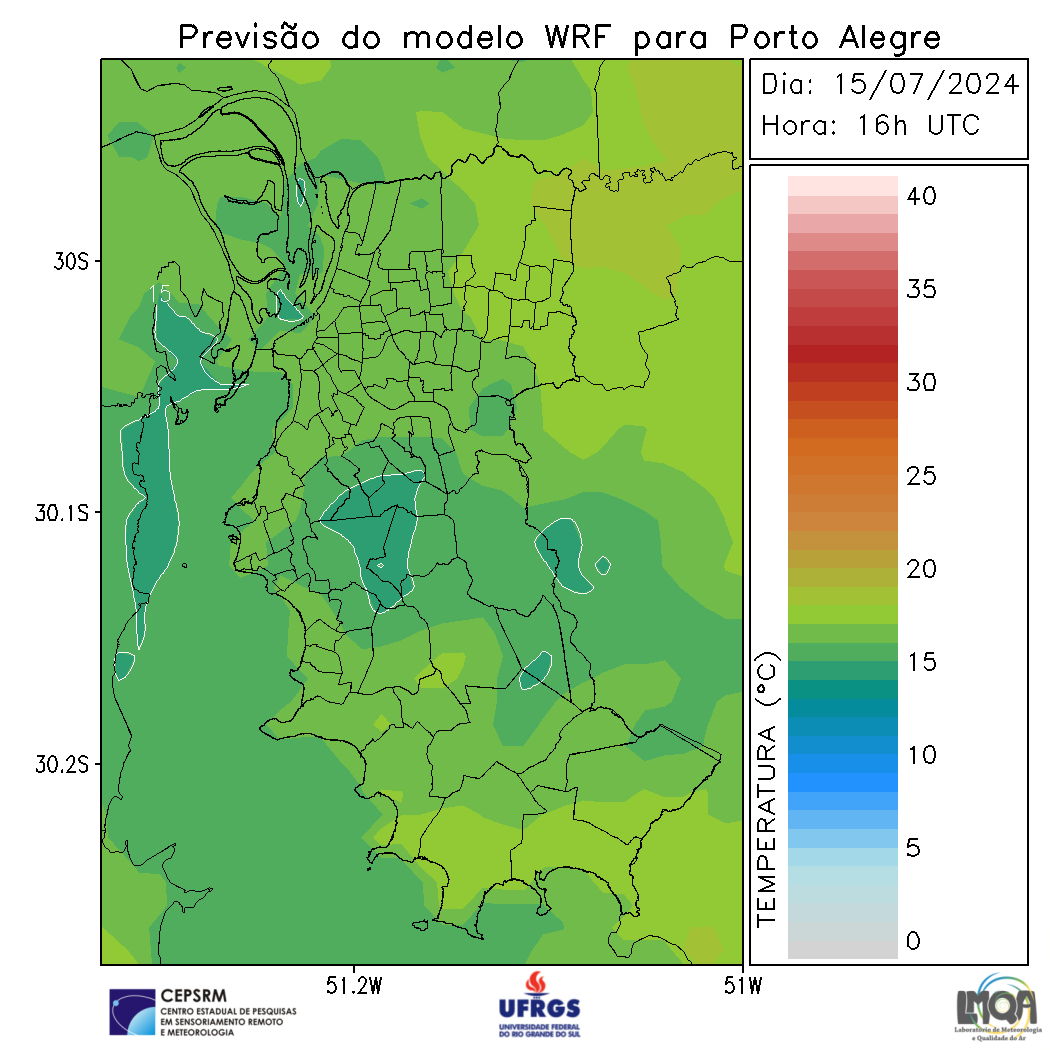 Previsão do modelo WRF para Porto Alegre
Dia: 15/07/2024
Hora: 16h UTC
40
35
30
25
20
15
10
5
0
TEMPERATURA (°C)
30S
30.1S
30.2S
15
51.2W
51W
CEPSRM
CENTRO ESTADUAL DE PESQUISAS
EM SENSORIAMENTO REMOTO
E METEOROLOGIA
UFRGS
UNIVERSIDADE FEDERAL
DO RIO GRANDE DO SUL
LMQA
Laboratório de Meteorologia
e Qualidade do Ar